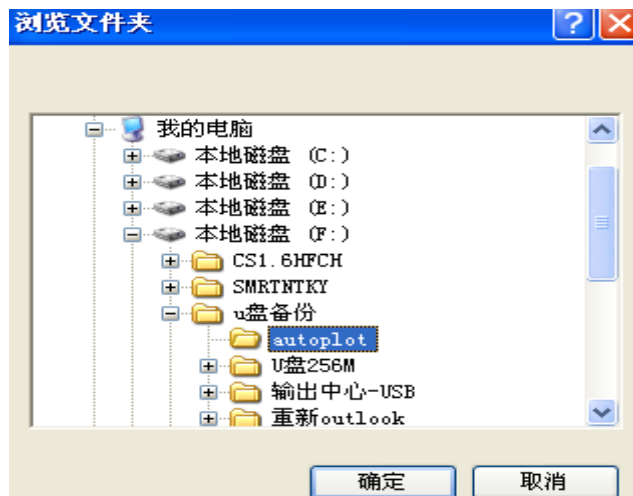 浏览文件夹
我的电脑
本地磁盘 (C:)
本地磁盘 (D:)
本地磁盘 (E:)
本地磁盘 (F:)
CS1.6HFCH
SMRTNTKY
u盘备份
autoplot
U盘256M
输出中心-USB
重新outlook
确定 取消